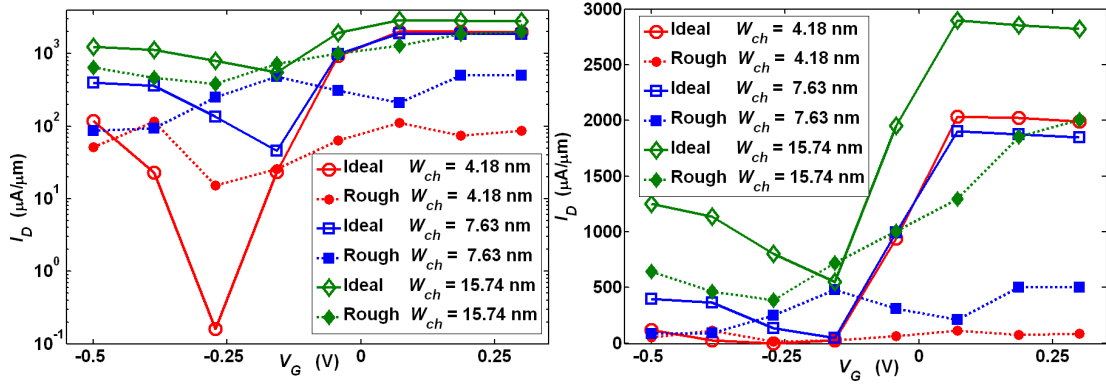 10^3
10^2
10^1
10^0
10^-1
I_D (μA/μm)
Ideal W_ch = 4.18 nm
Rough W_ch = 4.18 nm
Ideal W_ch = 7.63 nm
Rough W_ch = 7.63 nm
Ideal W_ch = 15.74 nm
Rough W_ch = 15.74 nm
-0.5 -0.25 0 0.25
V_G (V)
3000
2500
2000
1500
1000
500
0
I_D (μA/μm)
Ideal W_ch = 4.18 nm
Rough W_ch = 4.18 nm
Ideal W_ch = 7.63 nm
Rough W_ch = 7.63 nm
Ideal W_ch = 15.74 nm
Rough W_ch = 15.74 nm
-0.5 -0.25 0 0.25
V_G (V)